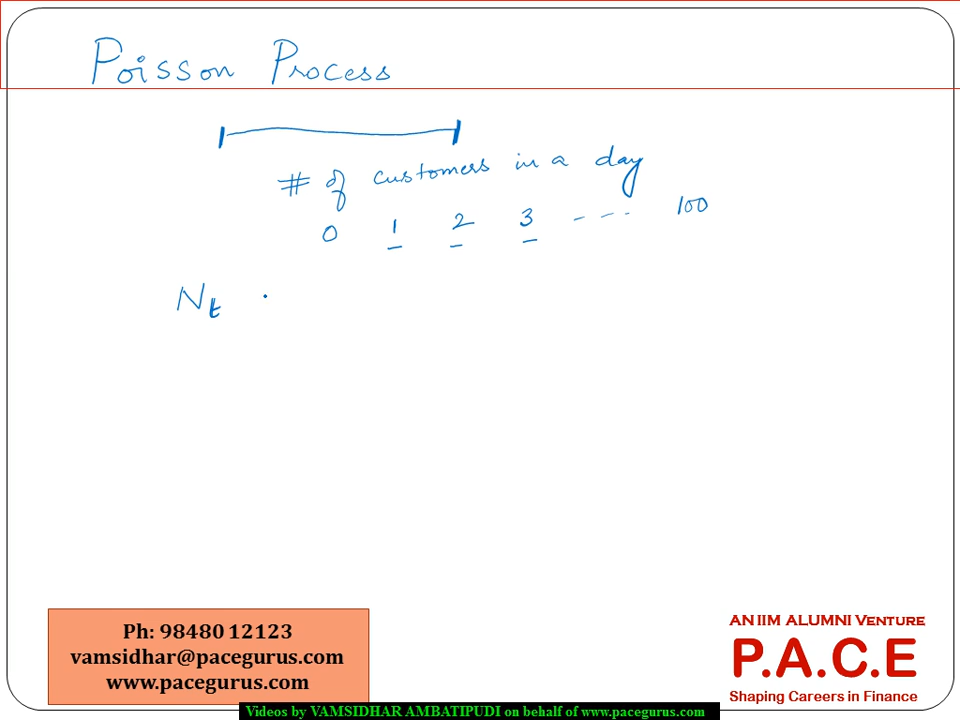 Poisson Process
# of customers in a day
0 1 2 3 ---- 100
Nt
Ph: 98480 12123
vamsidhar@pacegurus.com
www.pacegurus.com
AN IIM ALUMNI VENTURE
P.A.C.E
Shaping Careers in Finance
Videos by VAMSIDHAR AMBATIPUDI on behalf of www.pacegurus.com